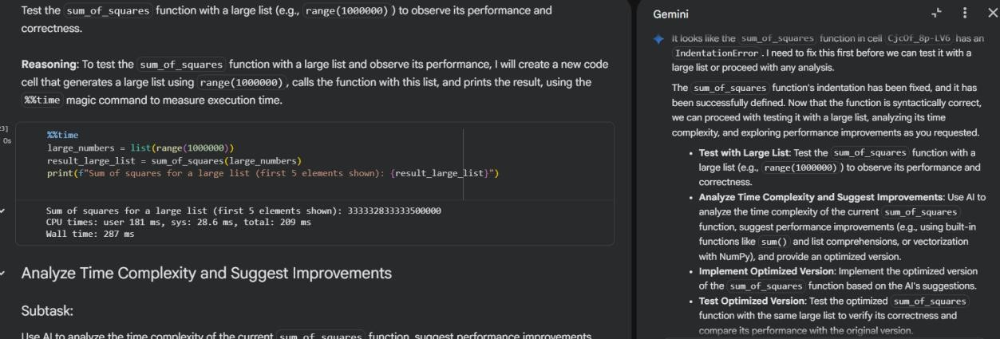 Test the sum_of_squares function with a large list (e.g., range(1000000) ) to observe its performance and
correctness.
Reasoning: To test the sum_of_squares function with a large list and observe its performance, I will create a new code
cell that generates a large list using range(1000000) , calls the function with this list, and prints the result, using the
%%time magic command to measure execution time.
23]
0s
%%time
large_numbers = list(range(1000000))
result_large_list = sum_of_squares(large_numbers)
print(f"Sum of squares for a large list (first 5 elements shown): {result_large_list}")
Sum of squares for a large list (first 5 elements shown): 333332833333500000
CPU times: user 181 ms, sys: 28.6 ms, total: 209 ms
Wall time: 287 ms
Analyze Time Complexity and Suggest Improvements
Subtask:
Use AI to analyze the time complexity of the current sum_of_squares function, suggest performance improvements
Gemini
It looks like the sum_of_squares function in cell CjcOf_8p-LV6 has an
IndentationError . I need to fix this first before we can test it with a
large list or proceed with any analysis.
The sum_of_squares function's indentation has been fixed, and it has
been successfully defined. Now that the function is syntactically correct,
we can proceed with testing it with a large list, analyzing its time
complexity, and exploring performance improvements as you requested.
• Test with Large List: Test the sum_of_squares function with a
large list (e.g., range(1000000) ) to observe its performance and
correctness.
• Analyze Time Complexity and Suggest Improvements: Use AI to
analyze the time complexity of the current sum_of_squares
function, suggest performance improvements (e.g., using built-in
functions like sum() and list comprehensions, or vectorization
with NumPy), and provide an optimized version.
• Implement Optimized Version: Implement the optimized version
of the sum_of_squares function based on the AI's suggestions.
• Test Optimized Version: Test the optimized sum_of_squares
function with the same large list to verify its correctness and
compare its performance with the original version.